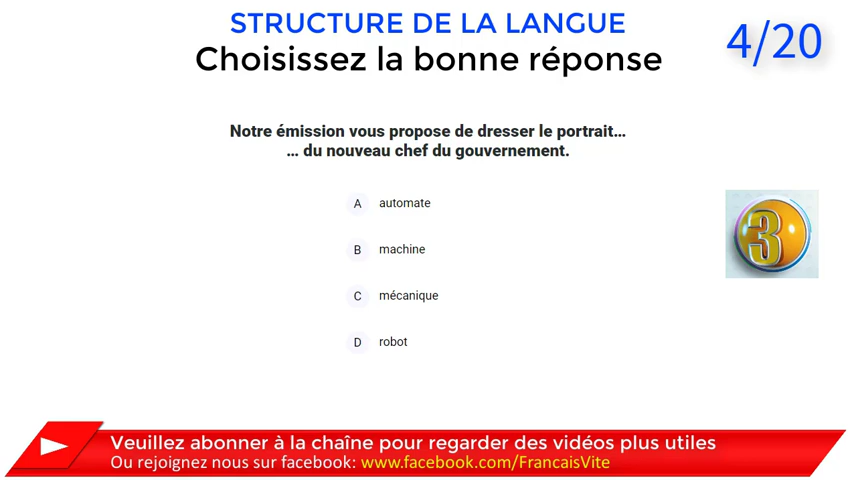 STRUCTURE DE LA LANGUE
Choisissez la bonne réponse
4/20
Notre émission vous propose de dresser le portrait...
... du nouveau chef du gouvernement.
A automate
B machine
C mécanique
D robot
3
Veuillez abonner à la chaîne pour regarder des vidéos plus utiles
Ou rejoignez nous sur facebook: www.facebook.com/FrancaisVite